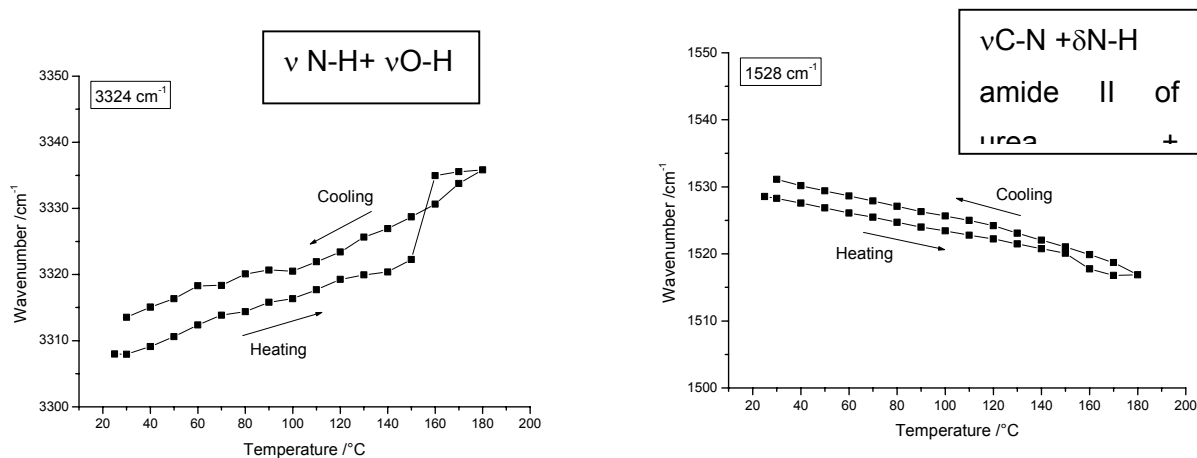 ν N-H+ νO-H
3324 cm-1
3350
3340
3330
3320
3310
3300
Wavenumber /cm-1
Cooling
Heating
20 40 60 80 100 120 140 160 180 200
Temperature /°C
νC-N +δN-H
amide II of
urea +
1528 cm-1
1550
1540
1530
1520
1510
1500
Wavenumber /cm-1
Cooling
Heating
20 40 60 80 100 120 140 160 180 200
Temperature /°C